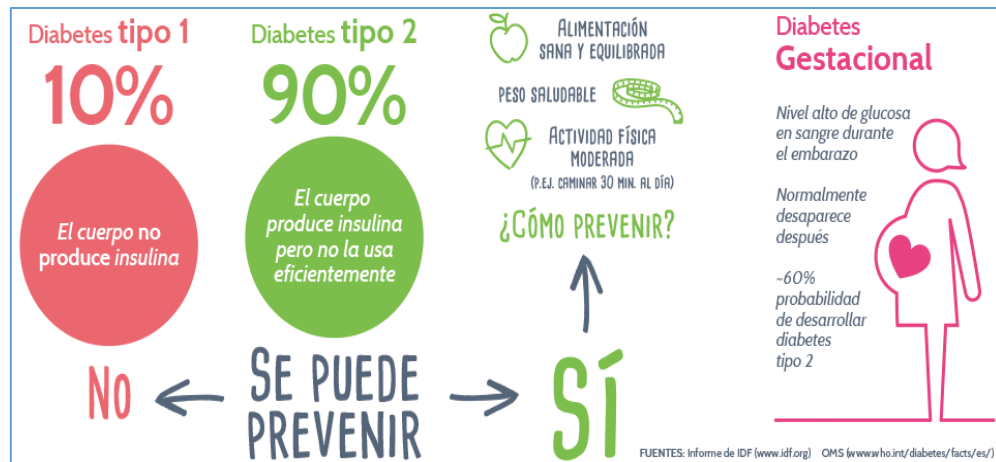 Diabetes tipo 1
10%
El cuerpo no
produce insulina
NO
Diabetes tipo 2
90%
El cuerpo
produce insulina
pero no la usa
eficientemente
SE PUEDE
PREVENIR
SÍ
ALIMENTACIÓN
SANA Y EQUILIBRADA
PESO SALUDABLE
ACTIVIDAD FÍSICA
MODERADA
(P.EJ. CAMINAR 30 MIN. AL DÍA)
¿CÓMO PREVENIR?
Diabetes
Gestacional
Nivel alto de glucosa
en sangre durante
el embarazo
Normalmente
desaparece
después
~60%
probabilidad
de desarrollar
diabetes
tipo 2
FUENTES: Informe de IDF (www.idf.org) OMS (www.who.int/diabetes/facts/es/)